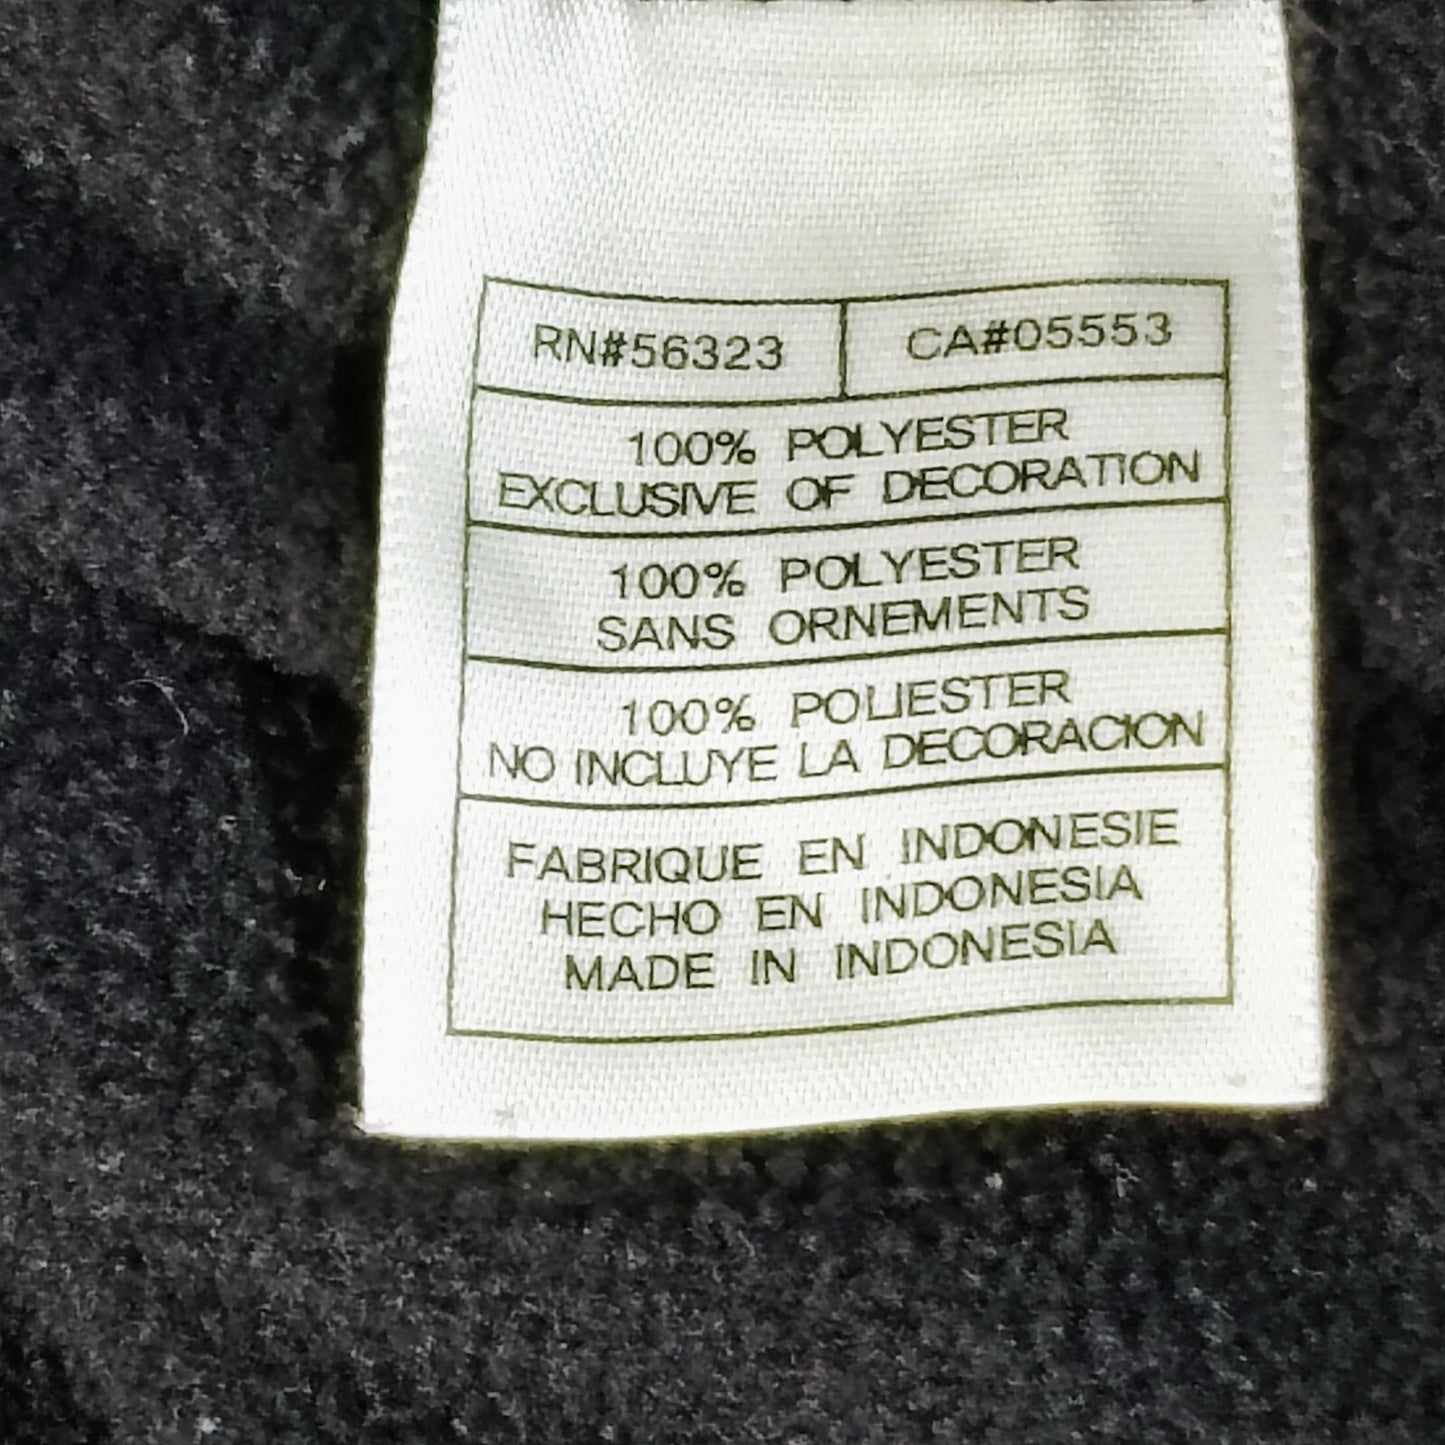 RN#56323 CA#05553
100% POLYESTER
EXCLUSIVE OF DECORATION
100% POLYESTER
SANS ORNEMENTS
100% POLIESTER
NO INCLUYE LA DECORACION
FABRIQUE EN INDONESIE
HECHO EN INDONESIA
MADE IN INDONESIA